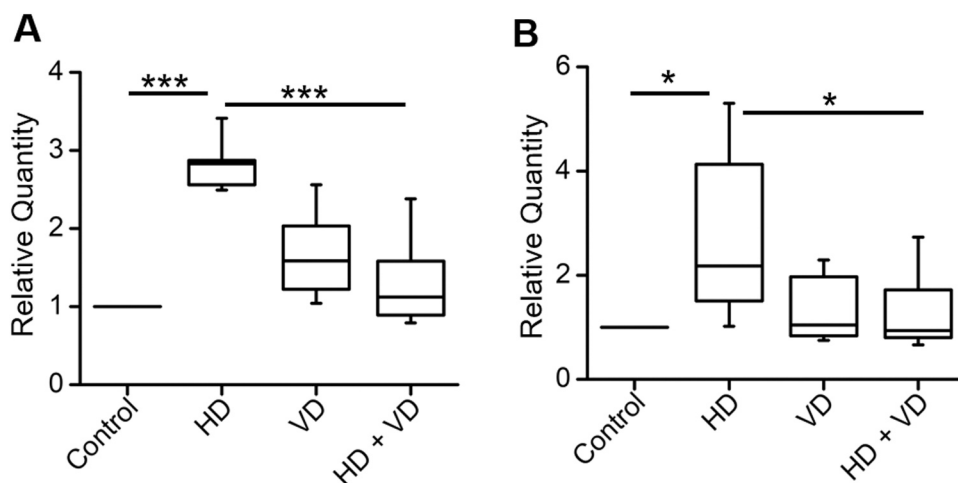 A
Relative Quantity
4
3
2
1
0
***
***
Control
HD
VD
HD + VD
B
Relative Quantity
6
4
2
0
*
*
Control
HD
VD
HD + VD